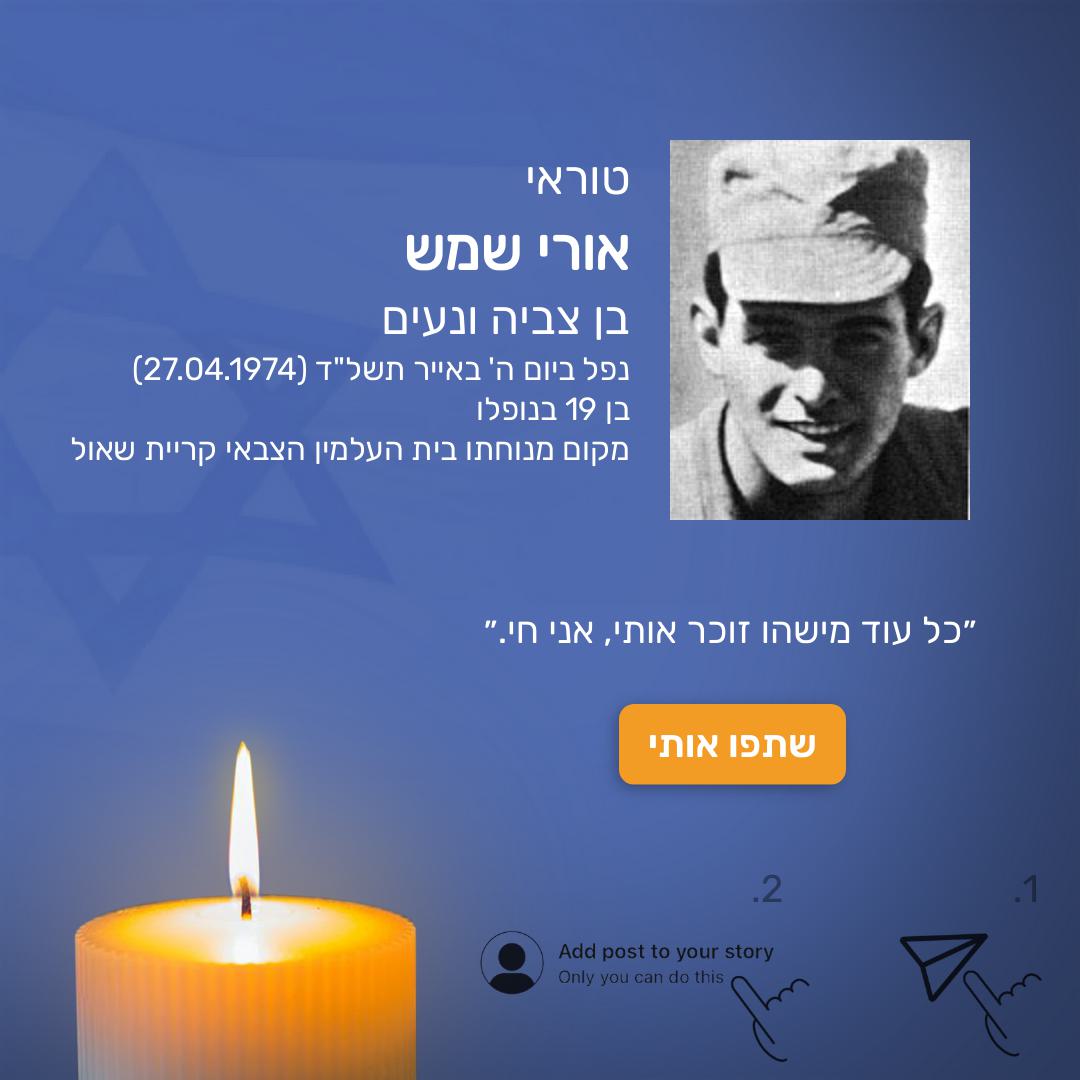 טוראי
אורי שמש
בן צביה ונעים
נפל ביום ה' באייר תשל"ד (27.04.1974)
בן 19 בנופלו
מקום מנוחתו בית העלמין הצבאי קריית שאול
״כל עוד מישהו זוכר אותי, אני חי.״
שתפו אותי
.1
.2
Add post to your story
Only you can do this